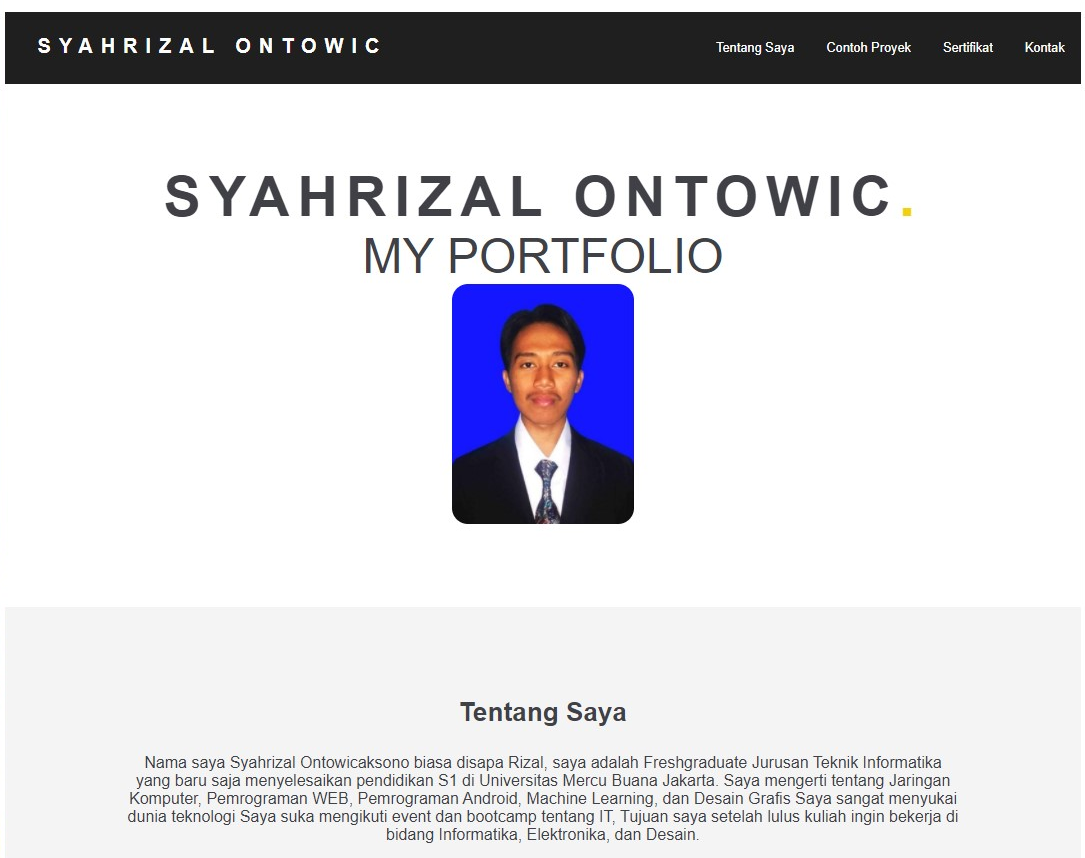 SYAHRIZAL ONTOWIC
Tentang Saya Contoh Proyek Sertifikat Kontak
SYAHRIZAL ONTOWIC.
MY PORTFOLIO
Tentang Saya
Nama saya Syahrizal Ontowicaksono biasa disapa Rizal, saya adalah Freshgraduate Jurusan Teknik Informatika
yang baru saja menyelesaikan pendidikan S1 di Universitas Mercu Buana Jakarta. Saya mengerti tentang Jaringan
Komputer, Pemrograman WEB, Pemrograman Android, Machine Learning, dan Desain Grafis Saya sangat menyukai
dunia teknologi Saya suka mengikuti event dan bootcamp tentang IT, Tujuan saya setelah lulus kuliah ingin bekerja di
bidang Informatika, Elektronika, dan Desain.